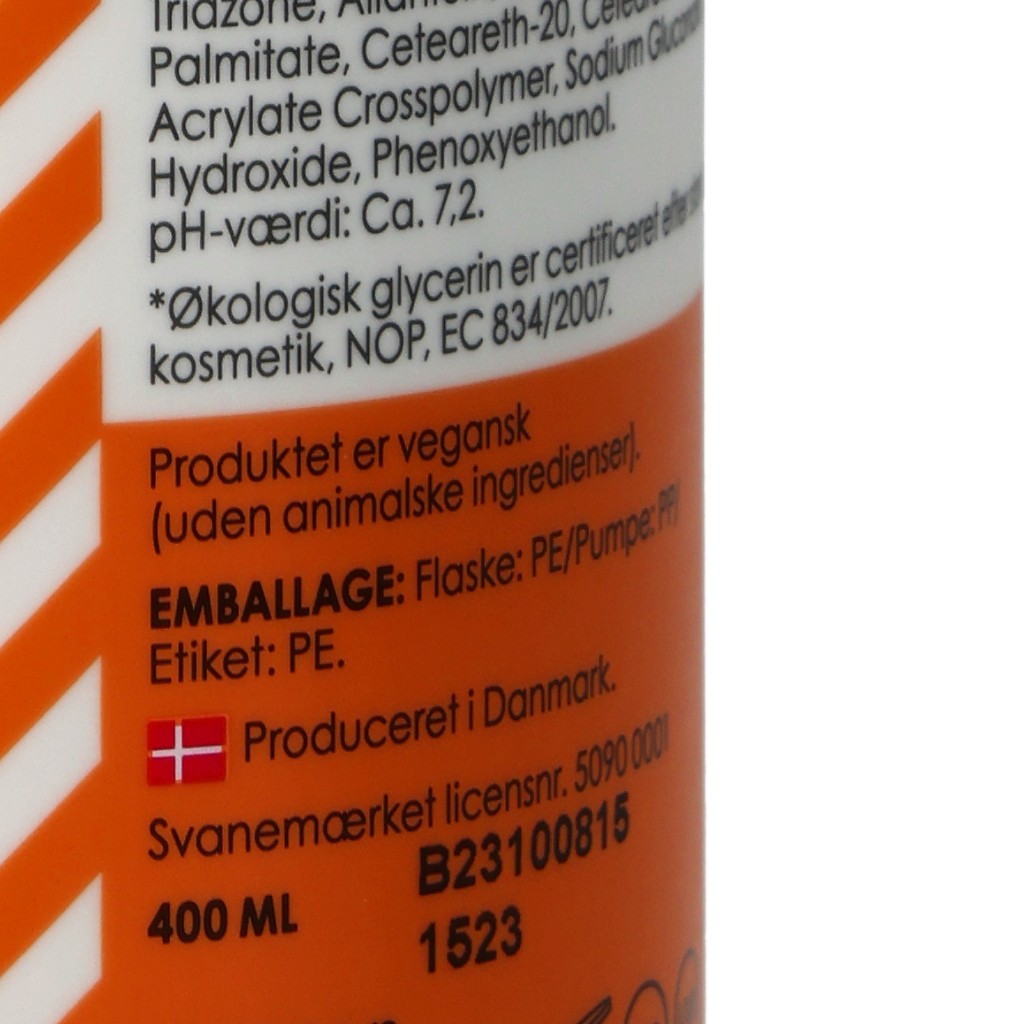 Triazone,
Palmitate, Ceteareth-20,
Acrylate Crosspolymer, Sodium
Hydroxide, Phenoxyethanol.
pH-værdi: Ca. 7,2.
*Økologisk glycerin er certificeret efter
kosmetik, NOP, EC 834/2007.
Produktet er vegansk
(uden animalske ingredienser).
EMBALLAGE: Flaske: PE/Pumpe: PP/
Etiket: PE.
Produceret i Danmark.
Svanemærket licensnr. 5090 0001
B23100815
400 ML
1523